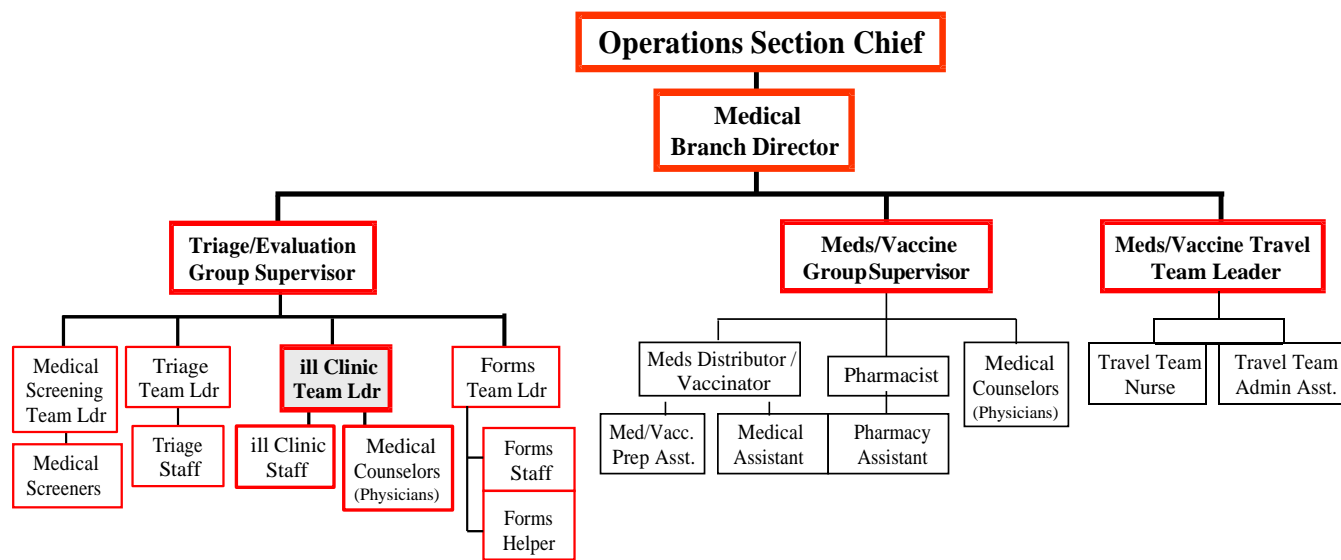 Operations Section Chief
Medical
Branch Director
Triage/Evaluation
Group Supervisor
Meds/Vaccine
Group Supervisor
Meds/Vaccine Travel
Team Leader
Medical
Screening
Team Ldr
Triage
Team Ldr
ill Clinic
Team Ldr
Forms
Team Ldr
Meds Distributor /
Vaccinator
Pharmacist
Medical
Counselors
(Physicians)
Travel Team
Nurse
Travel Team
Admin Asst.
Medical
Screeners
Triage
Staff
ill Clinic
Staff
Medical
Counselors
(Physicians)
Forms
Staff
Forms
Helper
Med/Vacc.
Prep Asst.
Medical
Assistant
Pharmacy
Assistant